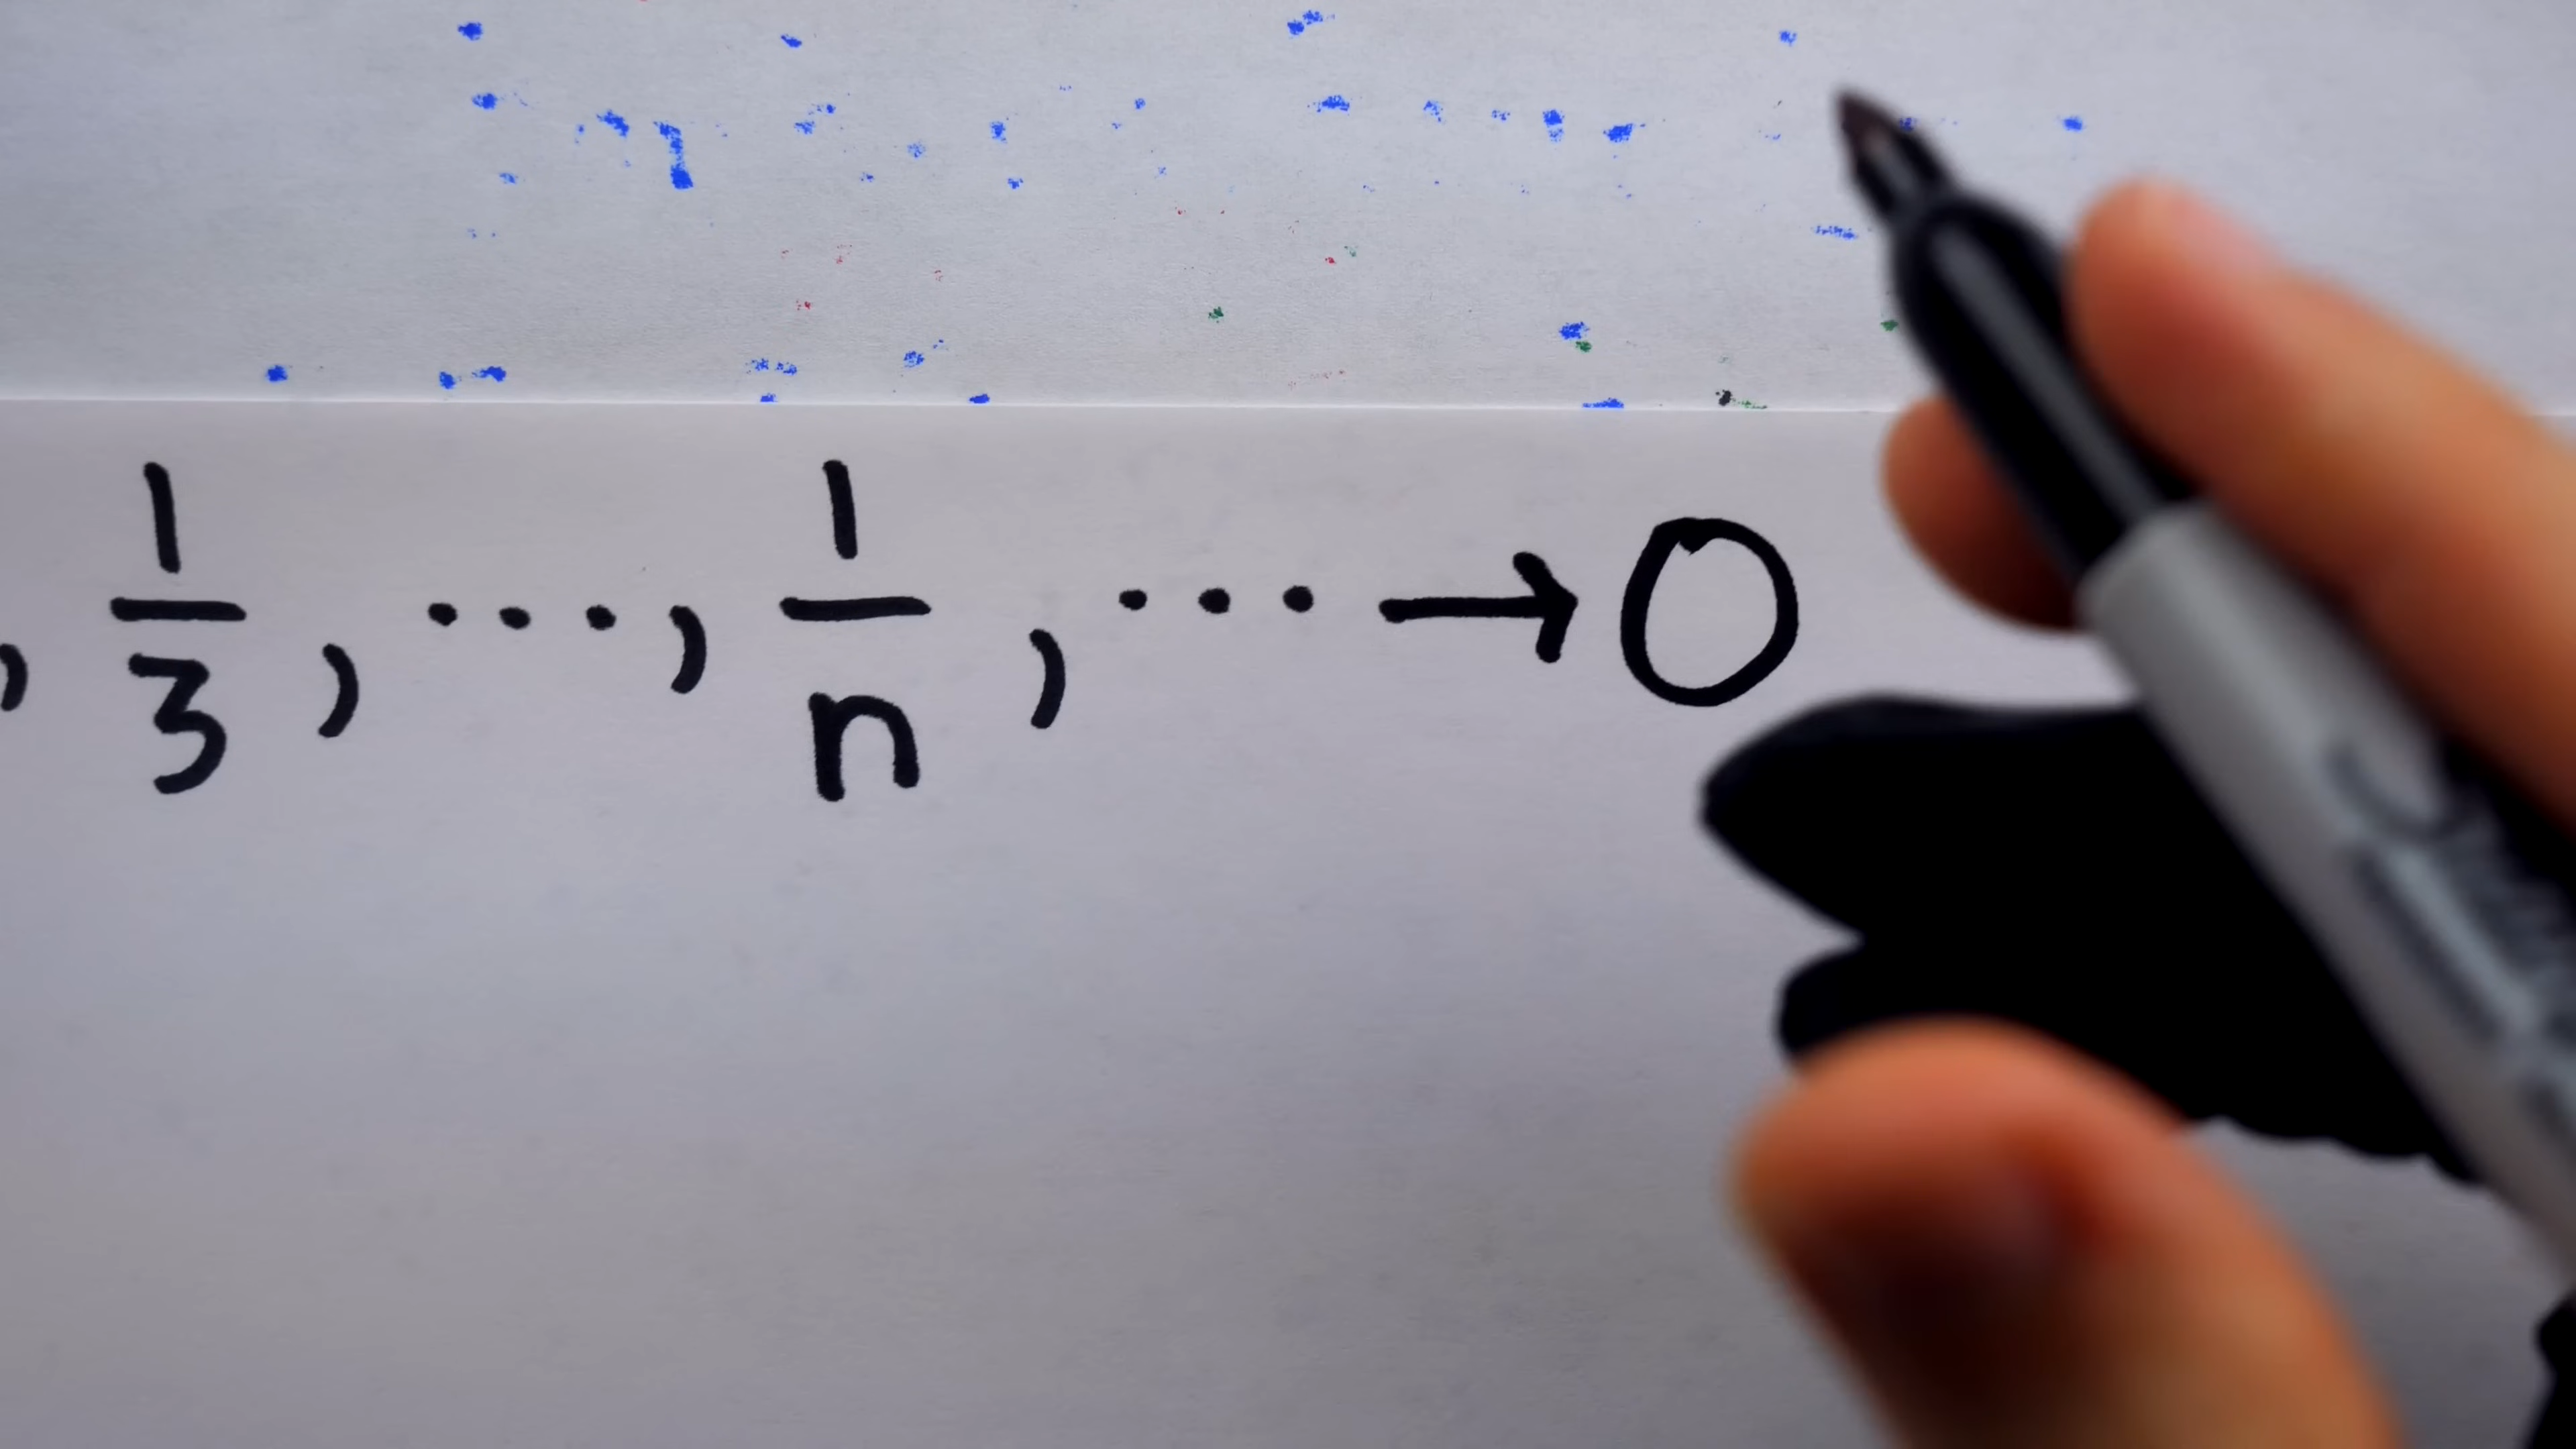 , 1/3 , ... , 1/n , ... → 0